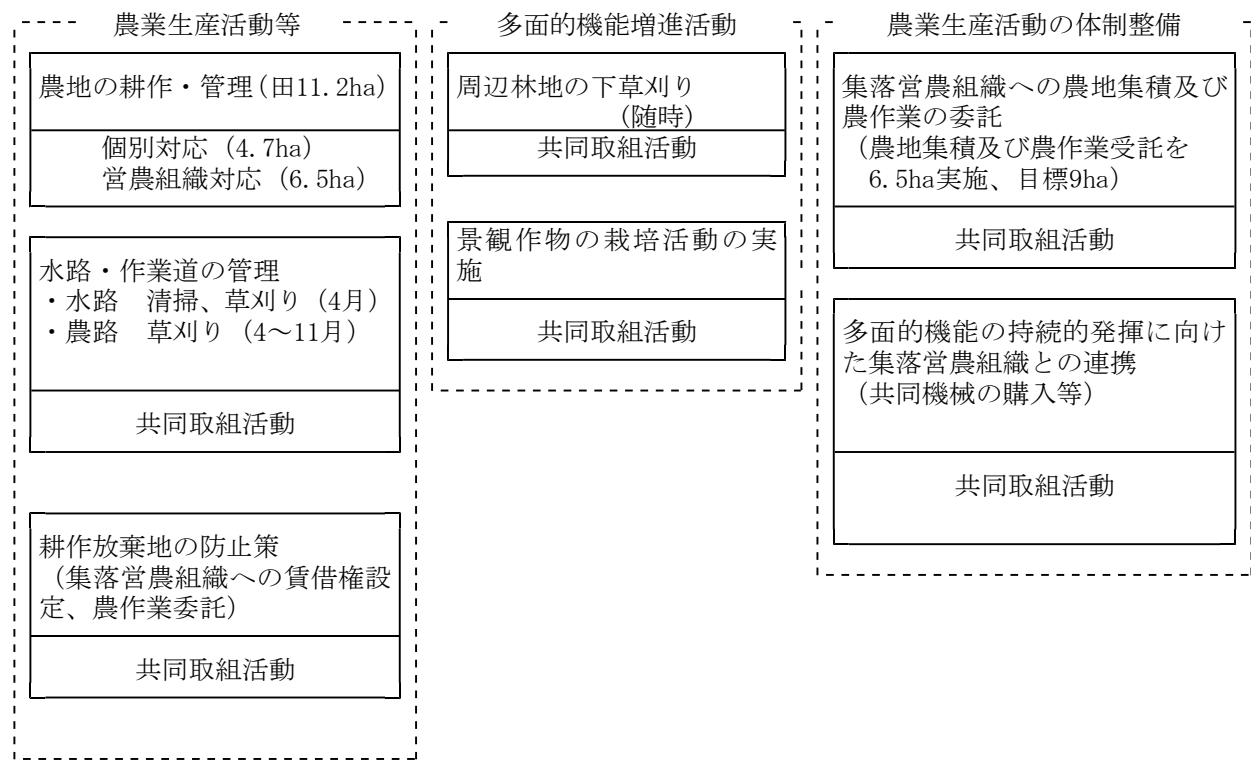 農業生産活動等
農地の耕作・管理(田11.2ha)
個別対応（4.7ha）
営農組織対応（6.5ha）
水路・作業道の管理
・水路　清掃、草刈り（4月）
・農路　草刈り（4～11月）
共同取組活動
耕作放棄地の防止策
（集落営農組織への賃借権設
定、農作業委託）
共同取組活動
多面的機能増進活動
周辺林地の下草刈り
（随時）
共同取組活動
景観作物の栽培活動の実
施
共同取組活動
農業生産活動の体制整備
集落営農組織への農地集積及び
農作業の委託
（農地集積及び農作業受託を
6.5ha実施、目標9ha）
共同取組活動
多面的機能の持続的発揮に向け
た集落営農組織との連携
（共同機械の購入等）
共同取組活動